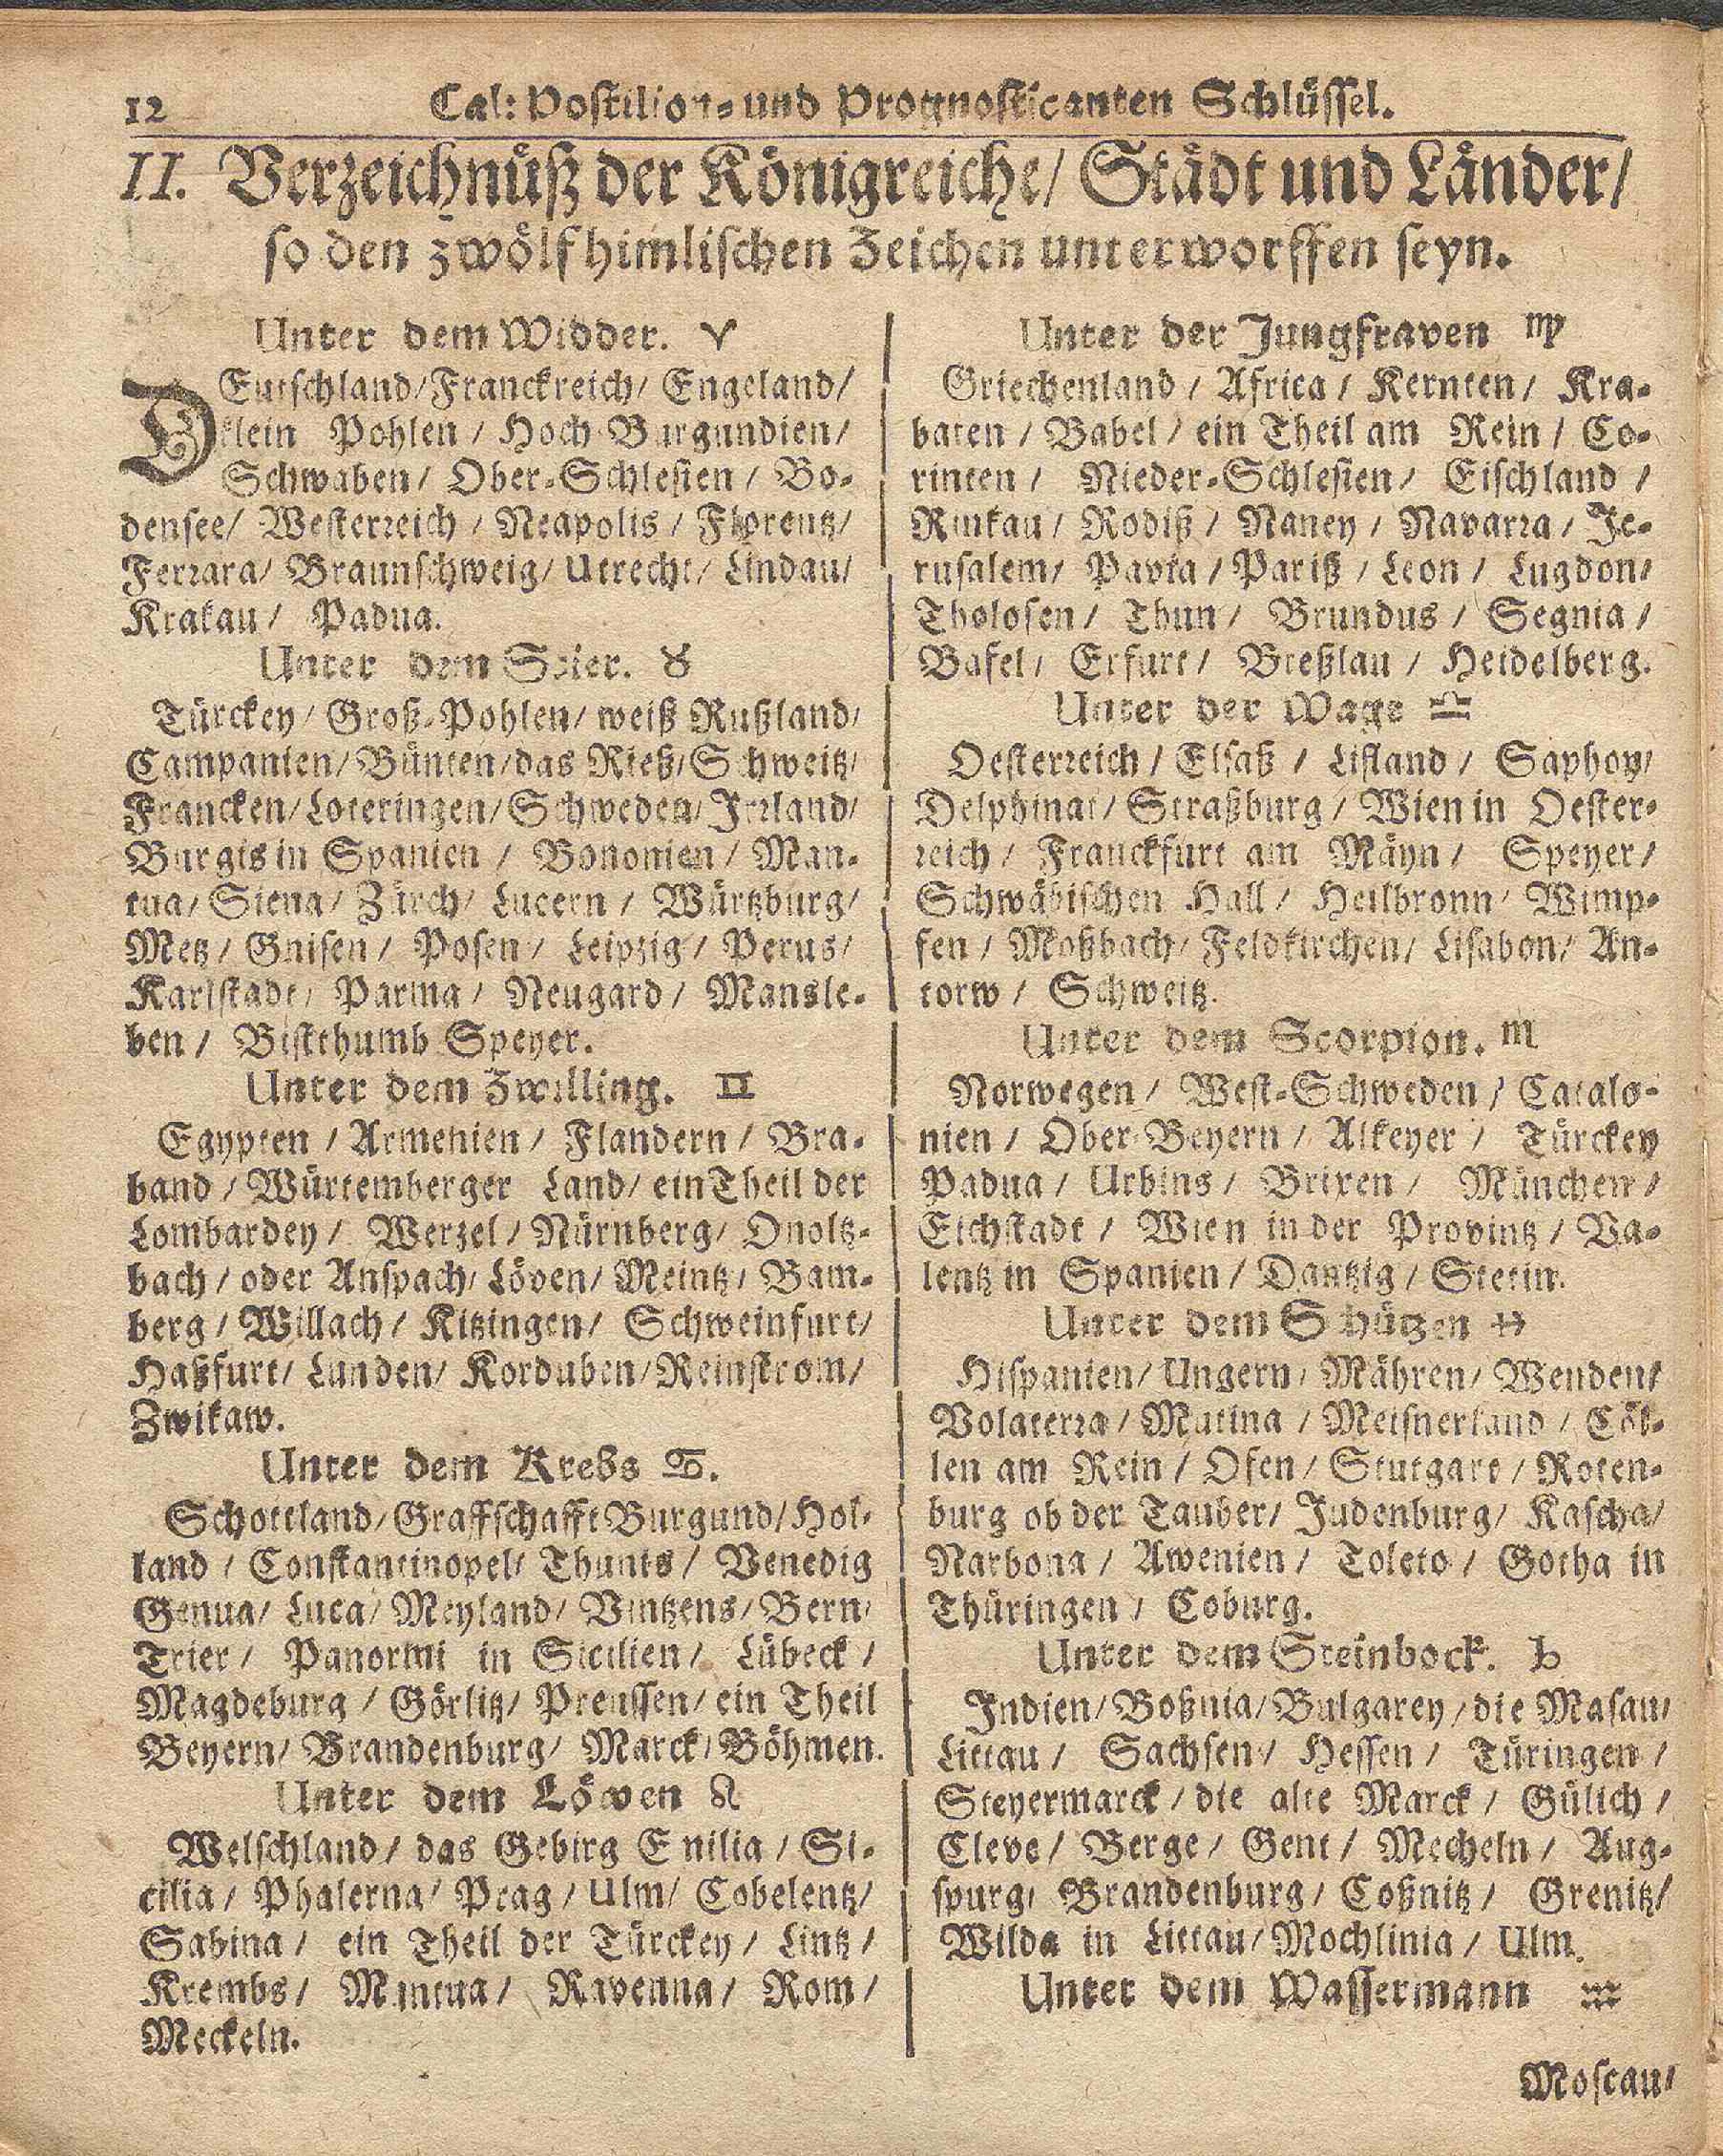 12 Cal: Postilion- und Prognosticanten Schlüssel.
II. Verzeichnüß der Königreiche/ Städt und Länder/
so den zwölf himlischen Zeichen unterworffen seyn.
Unter dem Widder. ♈
DEutschland/Franckreich/ Engeland/
klein Pohlen/ Hoch-Burgundien/
Schwaben/ Ober-Schlesien/ Bo-
densee/ Westerreich/ Neapolis/ Florentz/
Ferrara/ Braunschweig/ Utrecht/ Lindau/
Krakau/ Padua.
Unter dem Stier. ♉
Türckey/ Groß-Pohlen/ weiß Rußland/
Campanien/ Bünten/das Rieß/Schweitz/
Francken/Loteringen/Schweden/Irrland/
Burgis in Spanien/ Bononien/ Man-
tua/ Siena/ Zürch/ Lucern/ Würtzburg/
Metz/ Gnisen/ Posen/ Leipzig/ Perus/
Karlstadt/ Parma/ Neugard/ Mansle-
ben/ Bistthumb Speyer.
Unter dem Zwilling. ♊
Egypten/ Armenien/ Flandern/ Bra-
band/ Würtemberger Land/ ein Theil der
Lombardey/ Werzel/ Nürnberg/ Onoltz-
bach/ oder Anspach/ Löven/ Meintz/ Bam-
berg/ Willach/ Kitzingen/ Schweinfurt/
Haßfurt/ Lunden/ Korduben/Reinstrom/
Zwikaw.
Unter dem Krebs ♋.
Schottland/Graffschafft Burgund/Hol-
land/ Constantinopel/ Thunis/ Venedig
Genua/ Luca/ Meyland/ Vintzens/ Bern/
Trier/ Panormi in Sicilien/ Lübeck/
Magdeburg/ Görlitz/ Preussen/ ein Theil
Beyern/ Brandenburg/ Marck/Böhmen.
Unter dem Löwen ♌
Welschland/ das Gebirg E nilia/ Si-
cilia/ Phalerna/ Prag/ Ulm/ Cobelentz/
Sabina/ ein Theil der Türckey/ Lintz/
Krembs/ Mantua/ Ravenna/ Rom/
Meckeln.
Unter der Jungfraven ♍
Griechenland/ Africa/ Kernten/ Kra-
baten/ Babel/ ein Theil am Rein/ Co-
rinten/ Nieder-Schlesien/ Etschland/
Rinkau/ Rodiß/ Naney/ Navarra/ Je-
rusalem/ Pavia/ Pariß/ Leon/ Lugdon/
Tholosen/ Thun/ Brundus/ Segnia/
Basel/ Erfurt/ Breßlau/ Heidelberg.
Unter der Wage ♎
Oesterreich/ Elsaß/ Lifland/ Saphoy/
Delphinat/ Straßburg/ Wien in Oester-
reich/ Franckfurt am Mäyn/ Speyer/
Schwäbischen Hall/ Heilbronn/ Wimp-
fen/ Moßbach/ Feldkirchen/ Lisabon/ An-
torw/ Schweitz.
Unter dem Scorpion. ♏
Norwegen/ West-Schweden/ Catalo-
nien/ Ober-Beyern/ Alkeyer/ Türckey
Padua/ Urbins/ Brixen/ München/
Eichstadt/ Wien in der Provintz/ Va-
lentz in Spanien/ Dantzig/ Stetin.
Unter dem Schützen ♐
Hispanien/ Ungern/ Mähren/ Wenden/
Volaterra/ Mutina/ Meisnerland/ Cöl-
len am Rein/ Ofen/ Stutgart/ Roten-
burg ob der Tauber/ Judenburg/ Kascha/
Narbona/ Awenien/ Toleto/ Gotha in
Thüringen/ Coburg.
Unter dem Steinbock. ♑
Indien/ Boßnia/Bulgarey/die Masau/
Littau/ Sachsen/ Hessen/ Türingen/
Steyermarck/ die alte Marck/ Gülich/
Cleve/ Berge/ Gent/ Mecheln/ Aug-
spurg/ Brandenburg/ Coßnitz/ Grenitz/
Wilda in Littau/ Mochlinia/ Ulm.
Unter dem Wassermann ♒
Moscau/